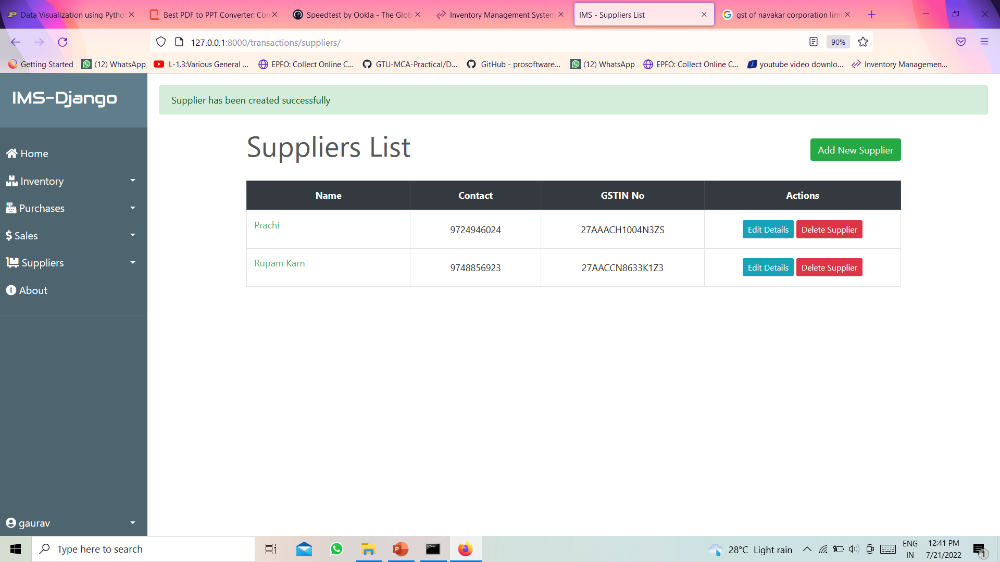 Data Visualization using Pytho
Best PDF to PPT Converter: Con
Speedtest by Ookla - The Glob
Inventory Management System
IMS - Suppliers List
gst of navakar corporation limi
127.0.0.1:8000/transactions/suppliers/
90%
Getting Started
(12) WhatsApp
L-1.3:Various General ...
EPFO: Collect Online C...
GTU-MCA-Practical/D...
GitHub - prosoftware...
(12) WhatsApp
EPFO: Collect Online C...
youtube video downlo...
Inventory Managemen...
IMS-Django
Supplier has been created successfully
Home
Inventory
Purchases
Sales
Suppliers
About
Suppliers List
Add New Supplier
Name Contact GSTIN No Actions
Prachi 9724946024 27AAACH1004N3ZS Edit Details Delete Supplier
Rupam Karn 9748856923 27AACCN8633K1Z3 Edit Details Delete Supplier
gaurav
Type here to search
28°C Light rain
ENG
IN
12:41 PM
7/21/2022
1